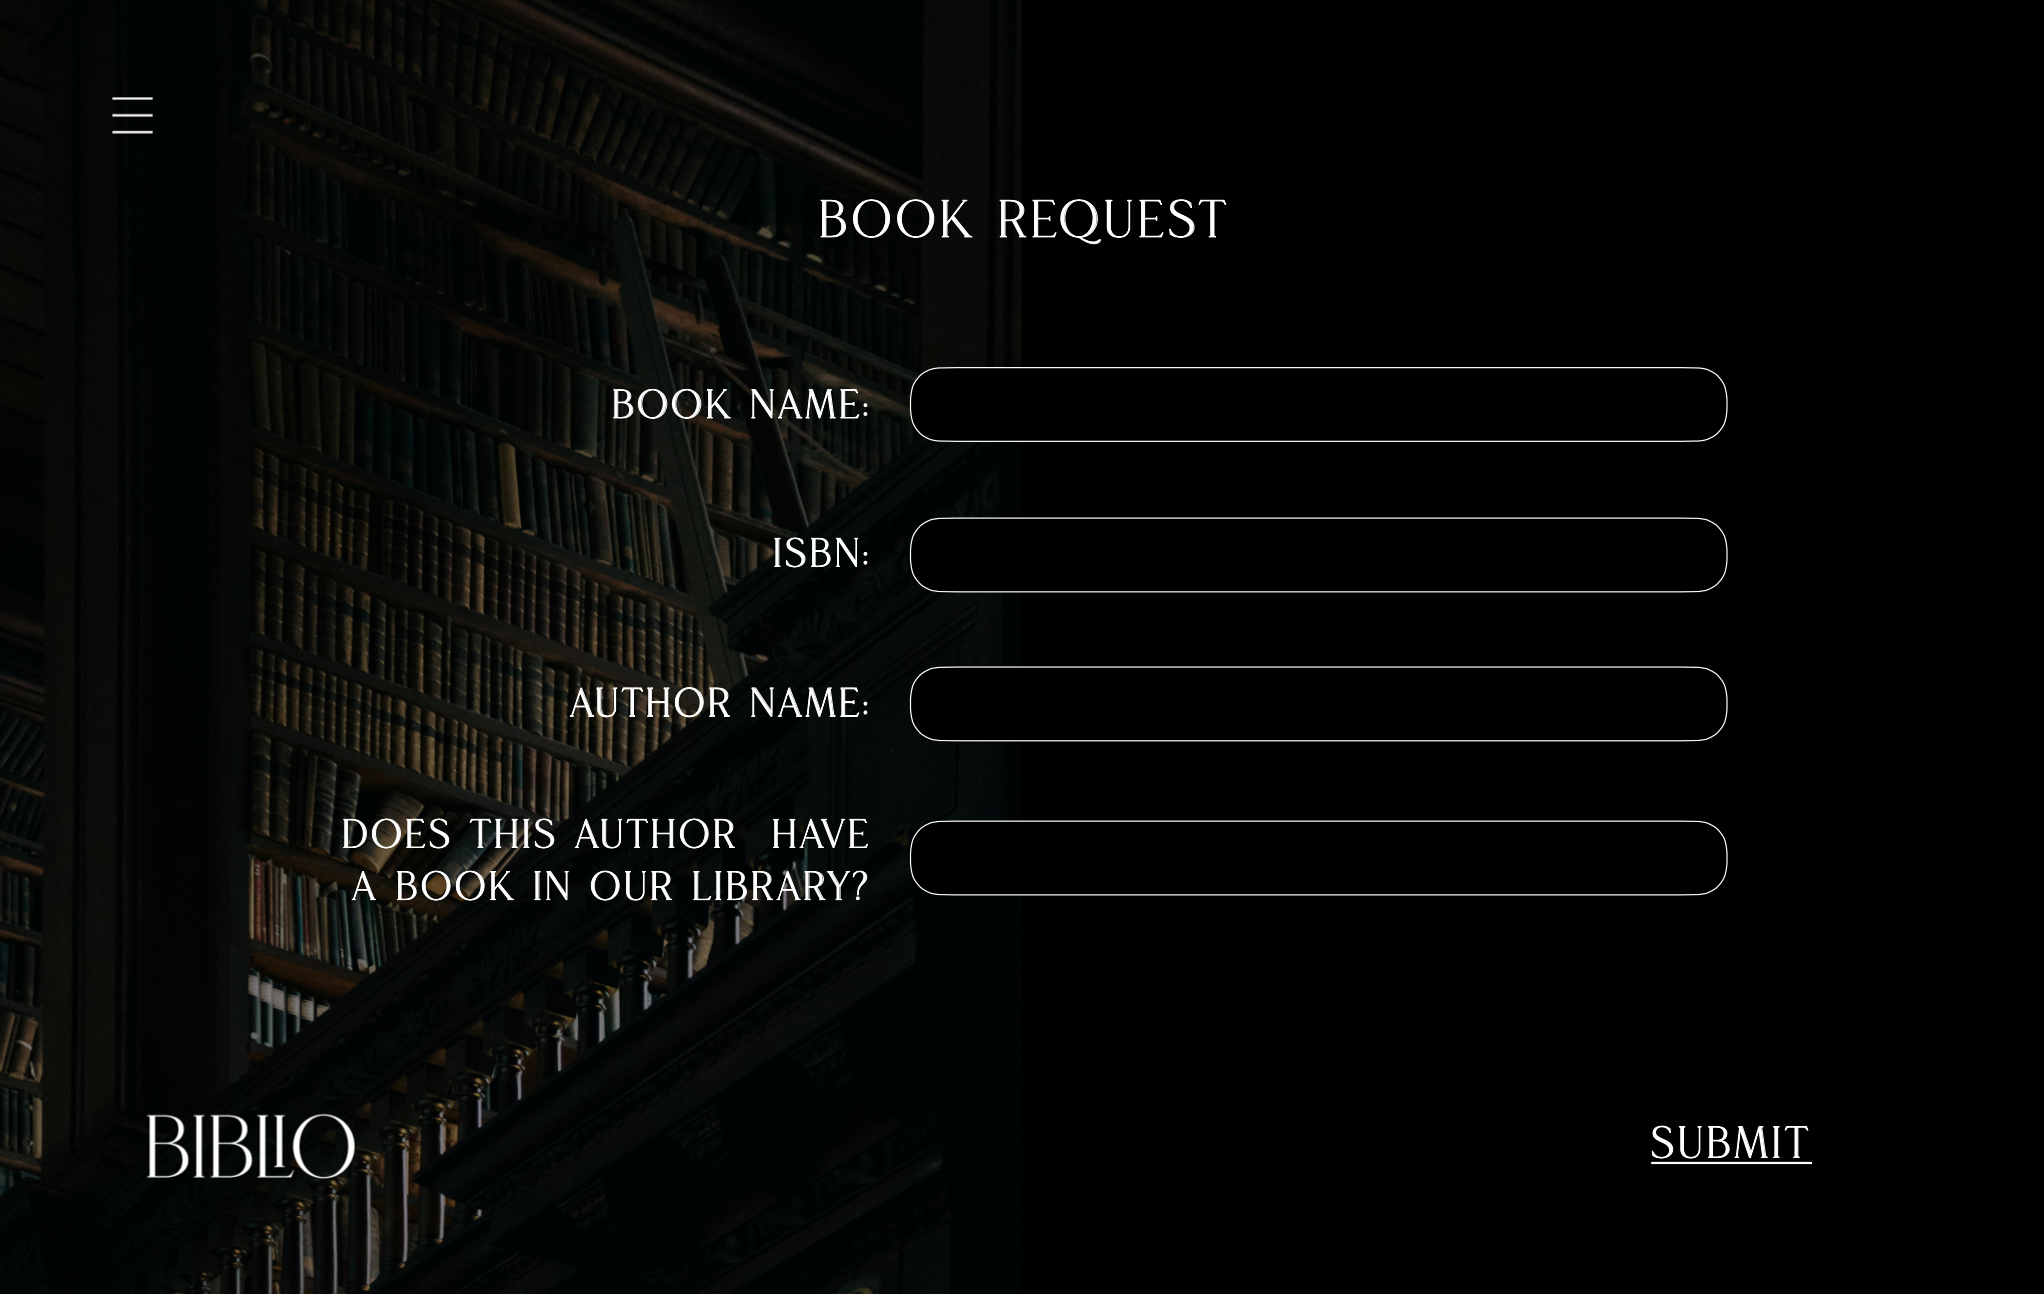 BOOK REQUEST
BOOK NAME:
ISBN:
AUTHOR NAME:
DOES THIS AUTHOR HAVE
A BOOK IN OUR LIBRARY?
BIBLIO
SUBMIT